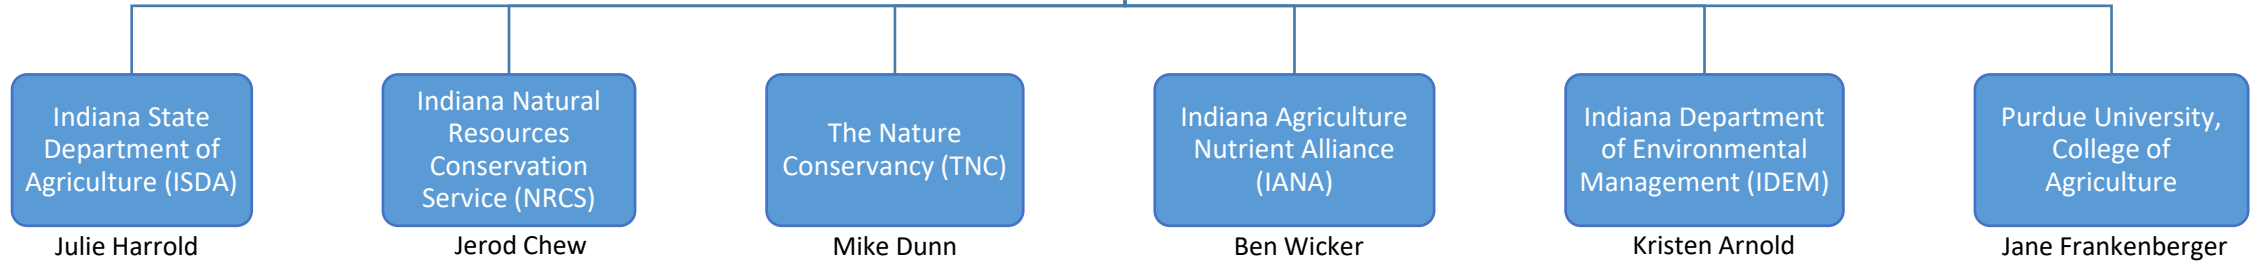 Indiana State
Department of
Agriculture (ISDA)
Julie Harrold
Indiana Natural
Resources
Conservation
Service (NRCS)
Jerod Chew
The Nature
Conservancy (TNC)
Mike Dunn
Indiana Agriculture
Nutrient Alliance
(IANA)
Ben Wicker
Indiana Department
of Environmental
Management (IDEM)
Kristen Arnold
Purdue University,
College of
Agriculture
Jane Frankenberger